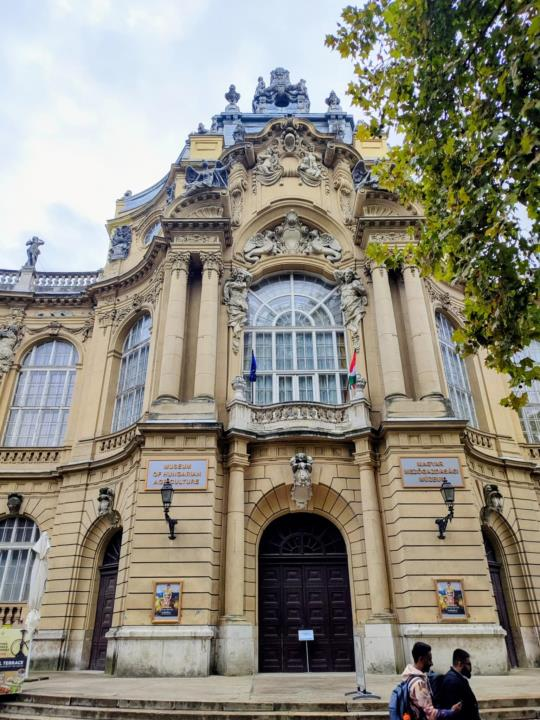 MUSEUM
OF HUNGARIAN
AGRICULTURE
MAGYAR
MEZŐGAZDASÁGI
MÚZEUM
TERRACE